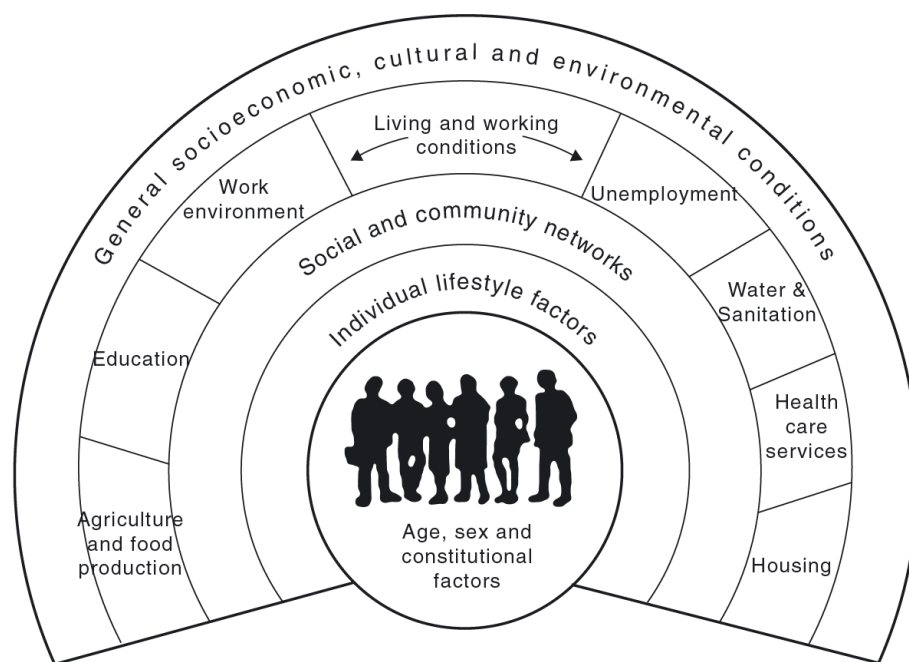 General socioeconomic, cultural and environmental conditions
Living and working
conditions
Work
environment
Unemployment
Social and community networks
Water &
Sanitation
Individual lifestyle factors
Education
Health
care
services
Agriculture
and food
production
Age, sex and
constitutional
factors
Housing